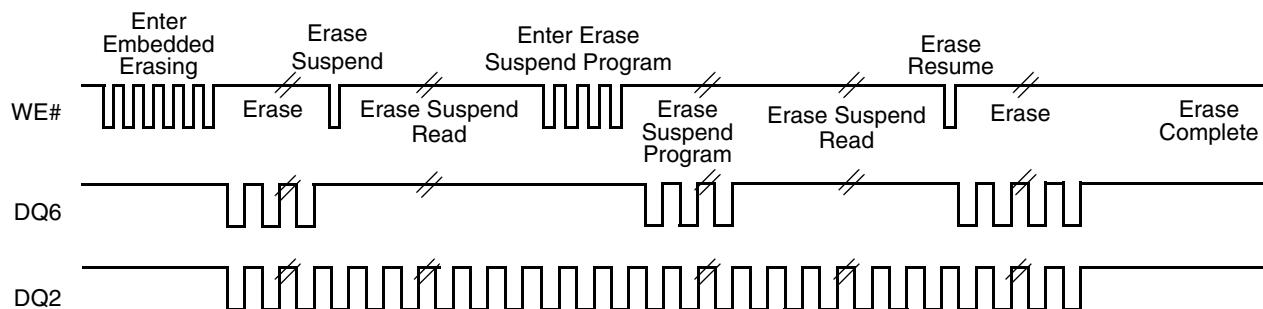 Enter
Embedded
Erasing
Erase
Suspend
Enter Erase
Suspend Program
Erase
Resume
WE#
Erase
Erase Suspend
Read
Erase
Suspend
Program
Erase Suspend
Read
Erase
Erase
Complete
DQ6
DQ2